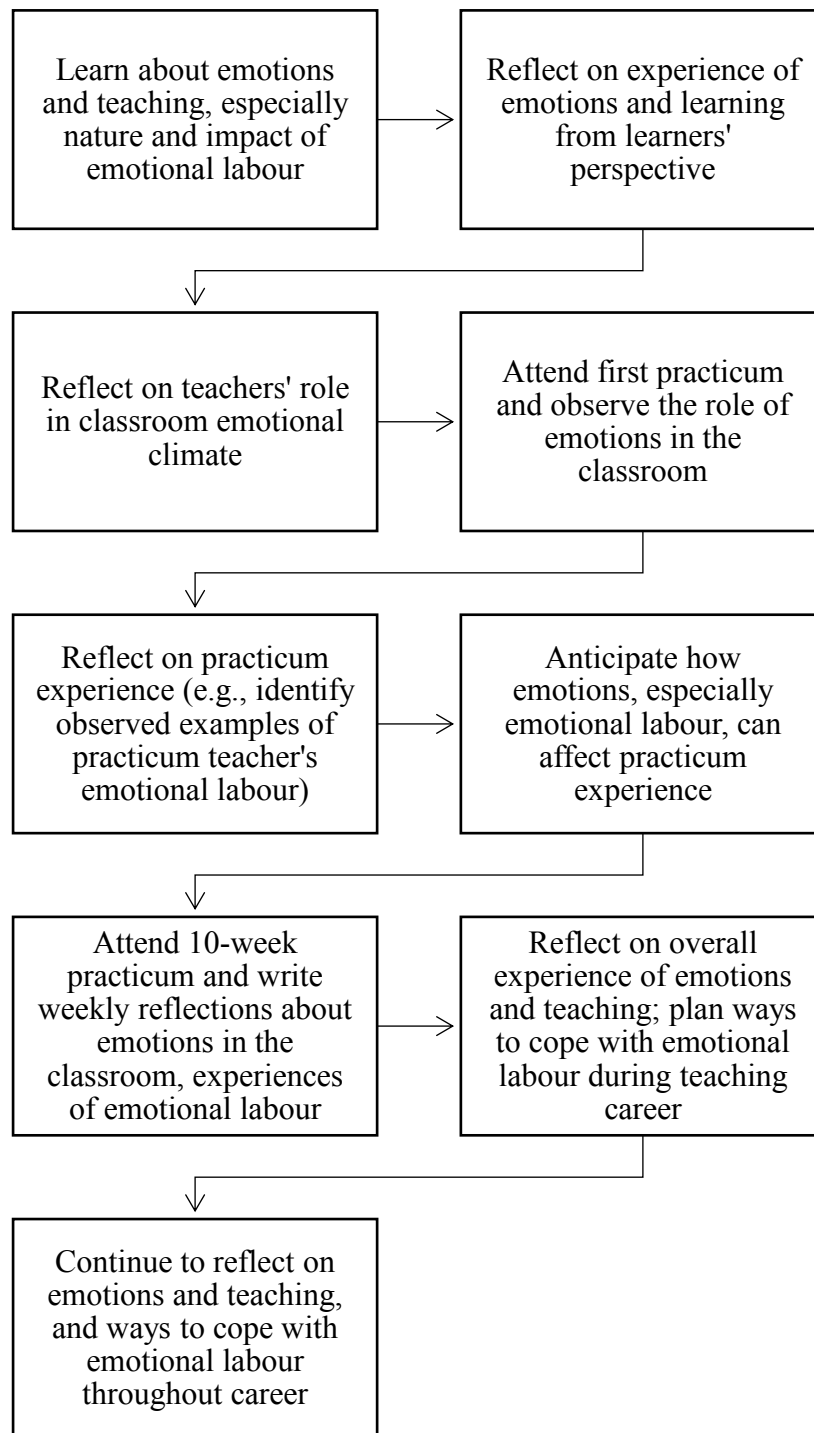 Learn about emotions
and teaching, especially
nature and impact of
emotional labour
Reflect on experience of
emotions and learning
from learners'
perspective
Reflect on teachers' role
in classroom emotional
climate
Attend first practicum
and observe the role of
emotions in the
classroom
Reflect on practicum
experience (e.g., identify
observed examples of
practicum teacher's
emotional labour)
Anticipate how
emotions, especially
emotional labour, can
affect practicum
experience
Attend 10-week
practicum and write
weekly reflections about
emotions in the
classroom, experiences
of emotional labour
Reflect on overall
experience of emotions
and teaching; plan ways
to cope with emotional
labour during teaching
career
Continue to reflect on
emotions and teaching,
and ways to cope with
emotional labour
throughout career